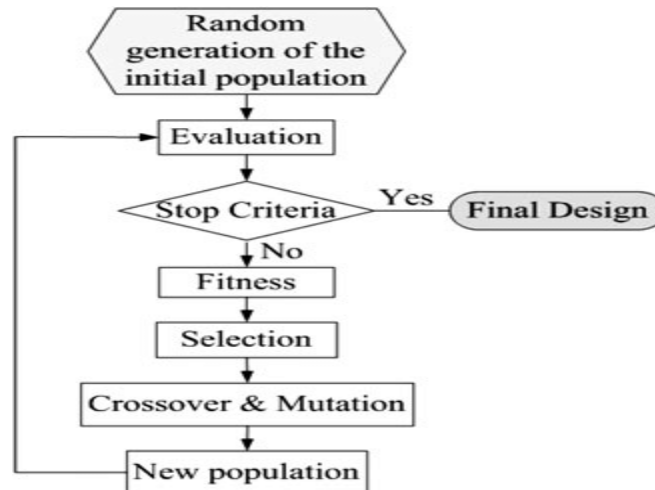 Random
generation of the
initial population
Evaluation
Stop Criteria
Yes
Final Design
No
Fitness
Selection
Crossover & Mutation
New population